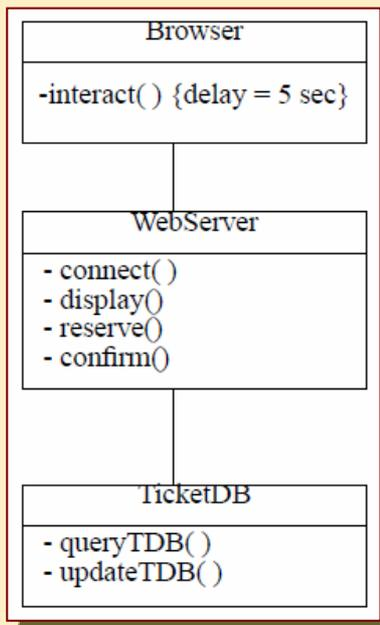 Browser
-interact( ) {delay = 5 sec}
WebServer
- connect( )
- display()
- reserve()
- confirm()
TicketDB
- queryTDB( )
- updateTDB( )